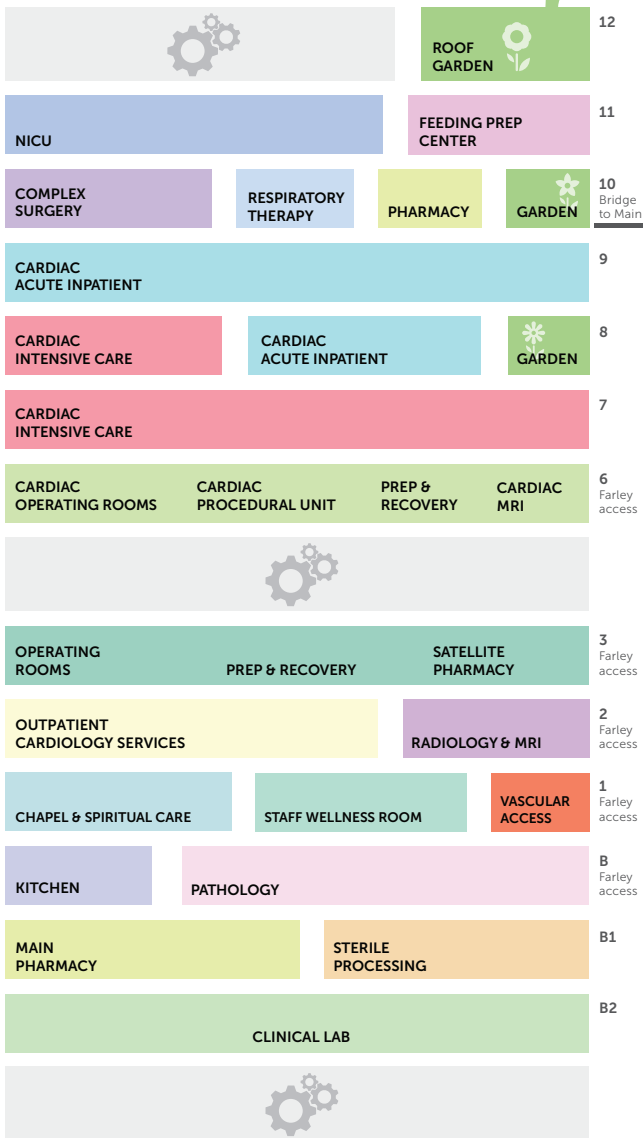 12
ROOF
GARDEN
11
NICU
FEEDING PREP
CENTER
10
Bridge
to Main
COMPLEX
SURGERY
RESPIRATORY
THERAPY
PHARMACY
GARDEN
9
CARDIAC
ACUTE INPATIENT
8
CARDIAC
INTENSIVE CARE
CARDIAC
ACUTE INPATIENT
GARDEN
7
CARDIAC
INTENSIVE CARE
6
Farley
access
CARDIAC
OPERATING ROOMS
CARDIAC
PROCEDURAL UNIT
PREP &
RECOVERY
CARDIAC
MRI
3
Farley
access
OPERATING
ROOMS
PREP & RECOVERY
SATELLITE
PHARMACY
2
Farley
access
OUTPATIENT
CARDIOLOGY SERVICES
RADIOLOGY & MRI
1
Farley
access
CHAPEL & SPIRITUAL CARE
STAFF WELLNESS ROOM
VASCULAR
ACCESS
B
Farley
access
KITCHEN
PATHOLOGY
B1
MAIN
PHARMACY
STERILE
PROCESSING
B2
CLINICAL LAB